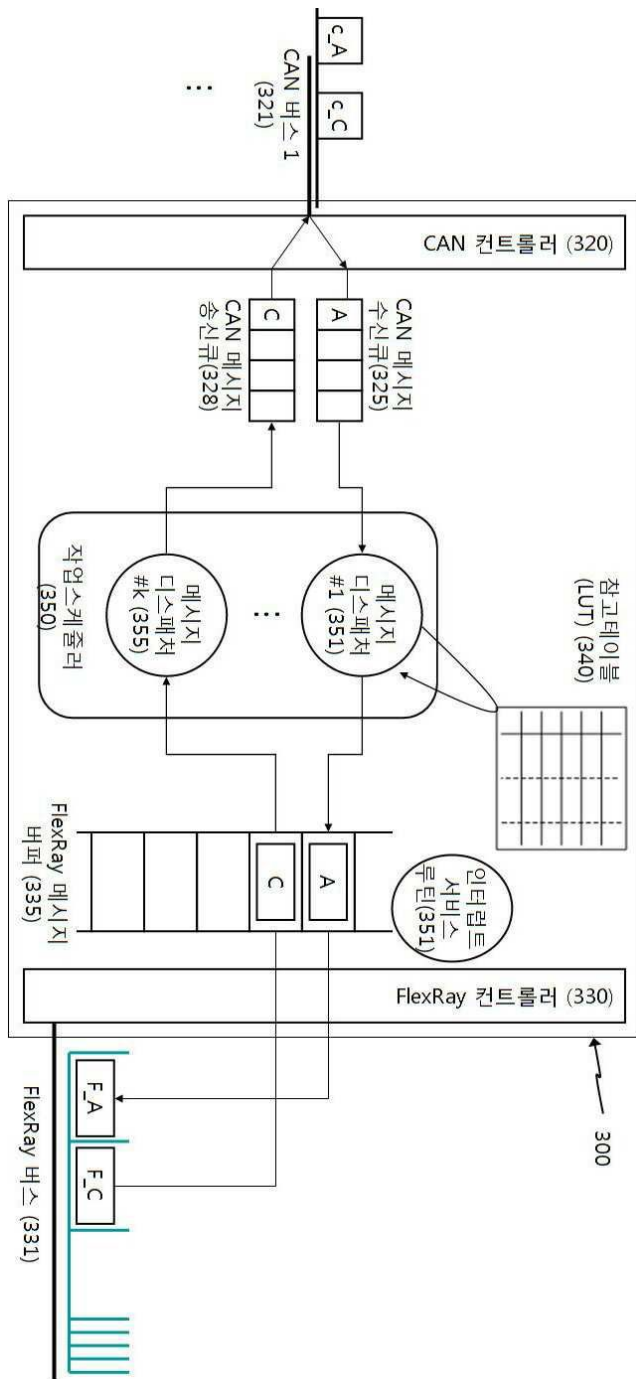 c_A
c_C
CAN 버스 1
(321)
...
CAN 컨트롤러 (320)
CAN 메시지
수신큐(325)
A
CAN 메시지
송신큐(328)
C
참고테이블
(LUT) (340)
메시지
디스패처
#1 (351)
...
메시지
디스패처
#k (355)
작업스케줄러
(350)
인터럽트
서비스
루틴(351)
A
C
FlexRay 메시지
버퍼 (335)
FlexRay 컨트롤러 (330)
300
F_A
F_C
FlexRay 버스 (331)